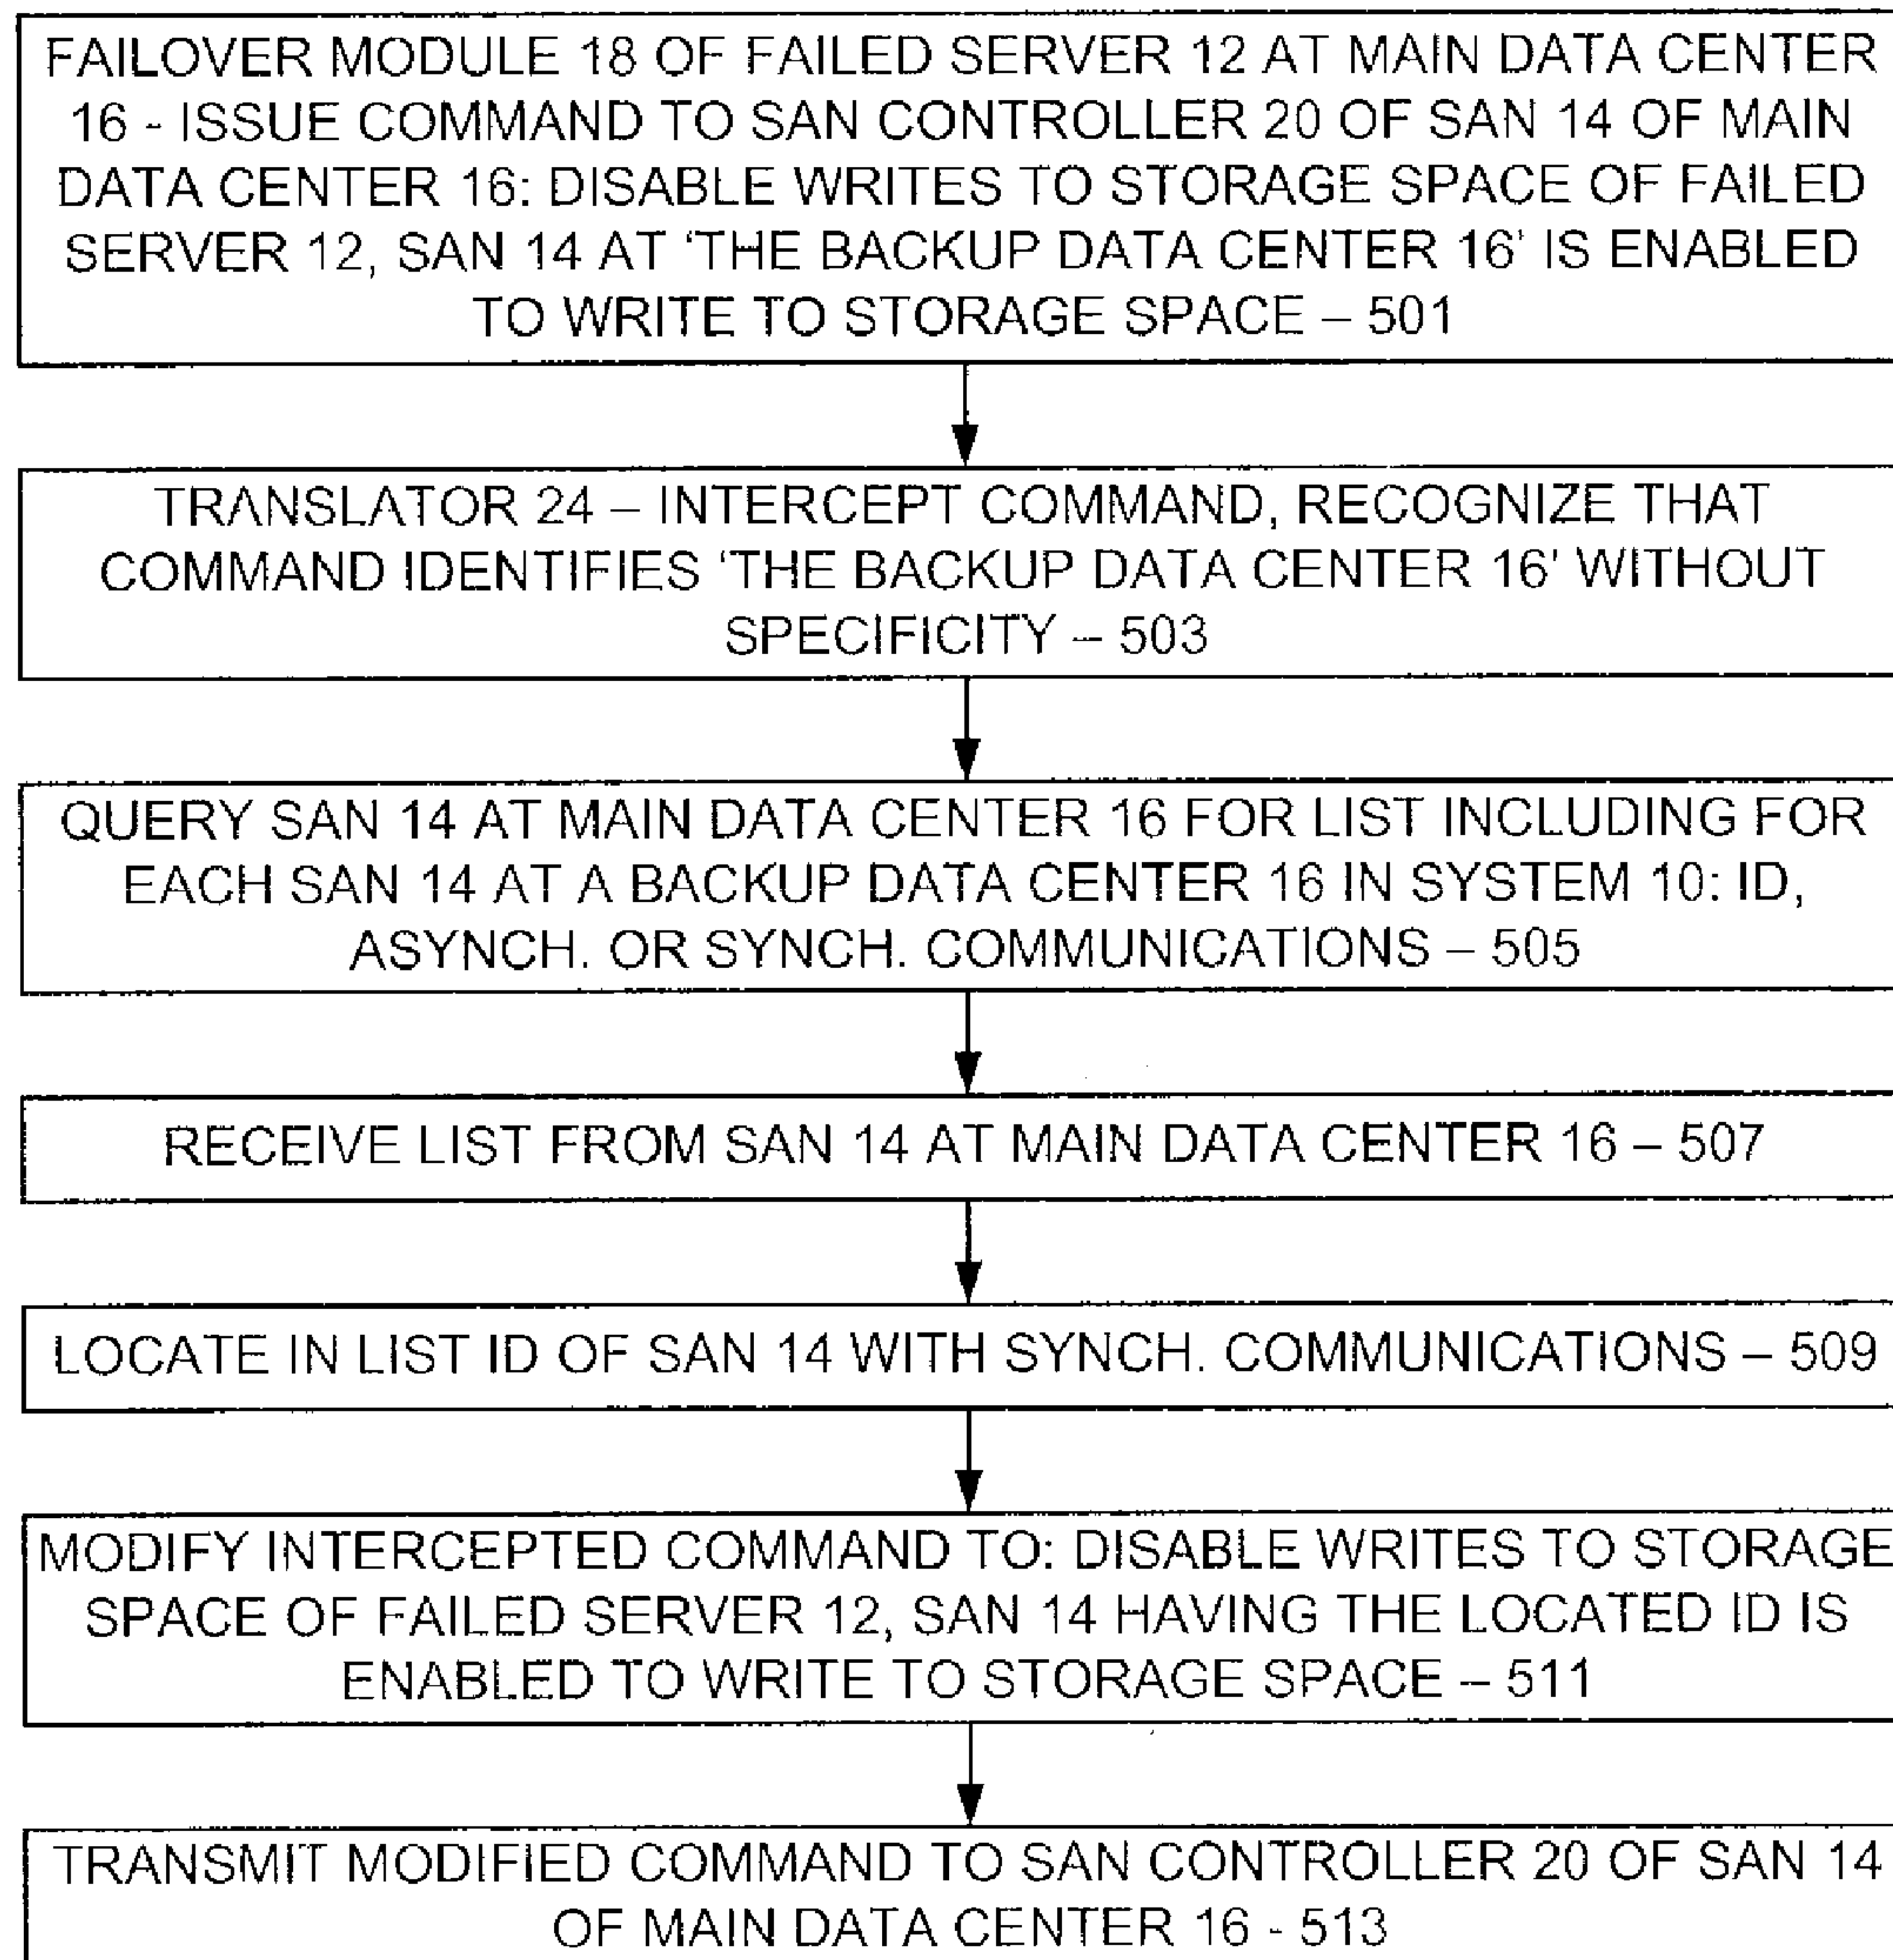 FAILOVER MODULE 18 OF FAILED SERVER 12 AT MAIN DATA CENTER
16 - ISSUE COMMAND TO SAN CONTROLLER 20 OF SAN 14 OF MAIN
DATA CENTER 16: DISABLE WRITES TO STORAGE SPACE OF FAILED
SERVER 12, SAN 14 AT ‘THE BACKUP DATA CENTER 16’ IS ENABLED
TO WRITE TO STORAGE SPACE – 501
TRANSLATOR 24 – INTERCEPT COMMAND, RECOGNIZE THAT
COMMAND IDENTIFIES ‘THE BACKUP DATA CENTER 16’ WITHOUT
SPECIFICITY – 503
QUERY SAN 14 AT MAIN DATA CENTER 16 FOR LIST INCLUDING FOR
EACH SAN 14 AT A BACKUP DATA CENTER 16 IN SYSTEM 10: ID,
ASYNCH. OR SYNCH. COMMUNICATIONS – 505
RECEIVE LIST FROM SAN 14 AT MAIN DATA CENTER 16 – 507
LOCATE IN LIST ID OF SAN 14 WITH SYNCH. COMMUNICATIONS – 509
MODIFY INTERCEPTED COMMAND TO: DISABLE WRITES TO STORAGE
SPACE OF FAILED SERVER 12, SAN 14 HAVING THE LOCATED ID IS
ENABLED TO WRITE TO STORAGE SPACE – 511
TRANSMIT MODIFIED COMMAND TO SAN CONTROLLER 20 OF SAN 14
OF MAIN DATA CENTER 16 - 513